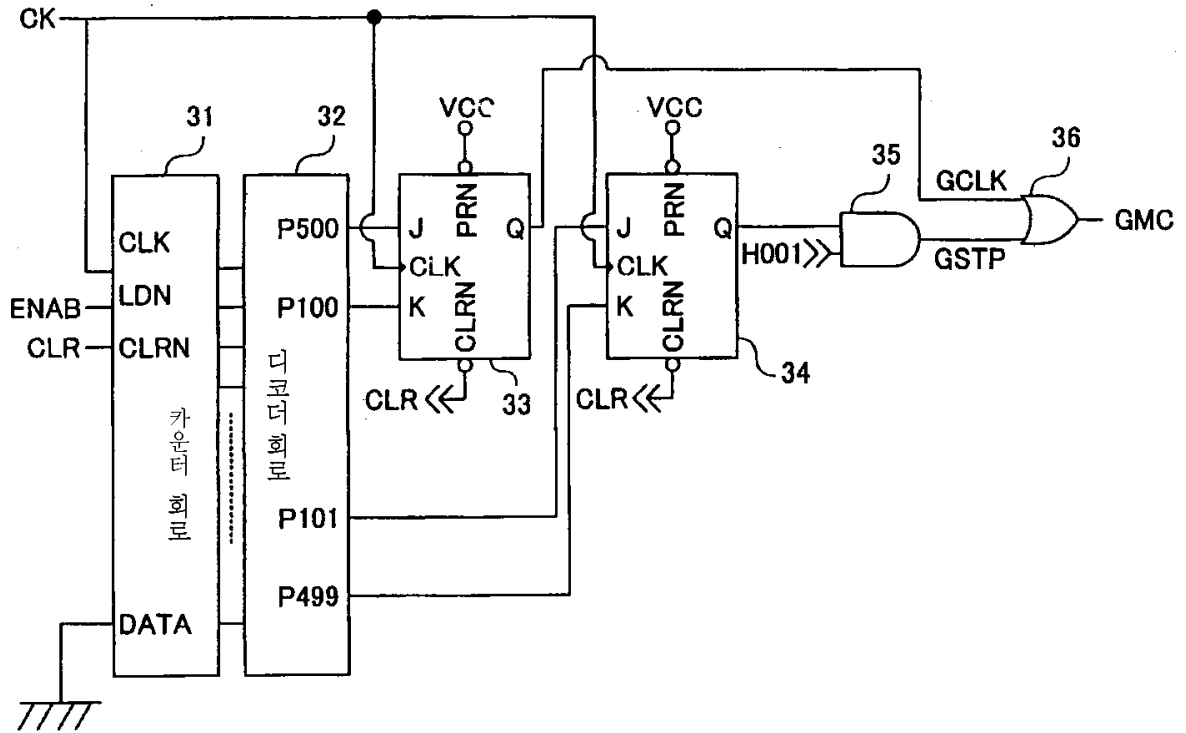 CK
31
32
VCC
VCC
35
36
CLK
LDN
CLRN
DATA
ENAB
CLR
카운터 회로
P500
P100
P101
P499
디코더 회로
J
PRN
Q
CLK
K
CLRN
CLR
33
J
PRN
Q
CLK
K
CLRN
CLR
34
H001
GCLK
GSTP
GMC